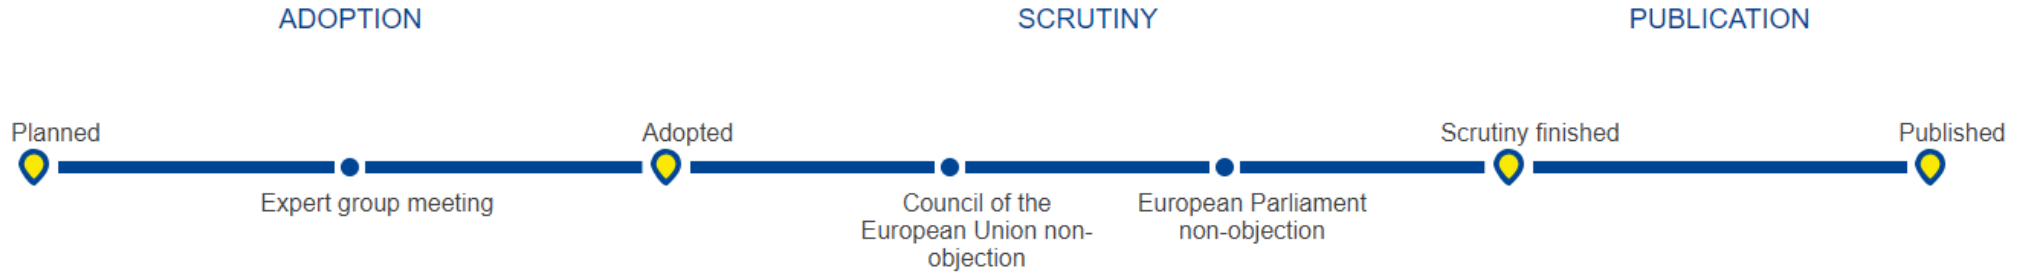 ADOPTION
SCRUTINY
PUBLICATION
Planned
Adopted
Scrutiny finished
Published
Expert group meeting
Council of the
European Union non-
objection
European Parliament
non-objection